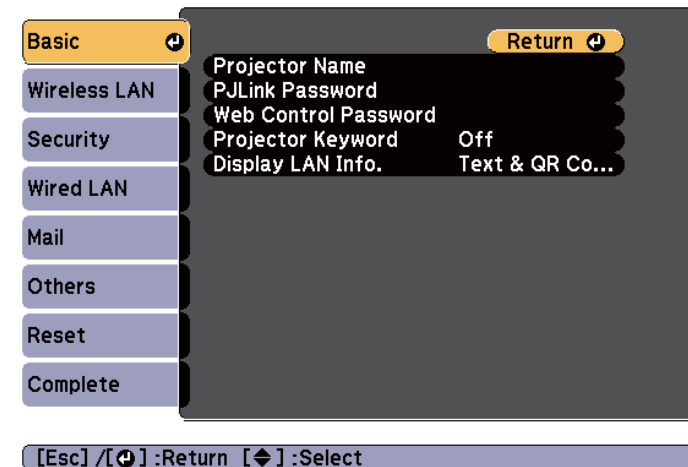 Basic
Return
Projector Name
PJLink Password
Web Control Password
Projector Keyword Off
Display LAN Info. Text & QR Co...
Wireless LAN
Security
Wired LAN
Mail
Others
Reset
Complete
[Esc] /[ ] :Return [ ] :Select